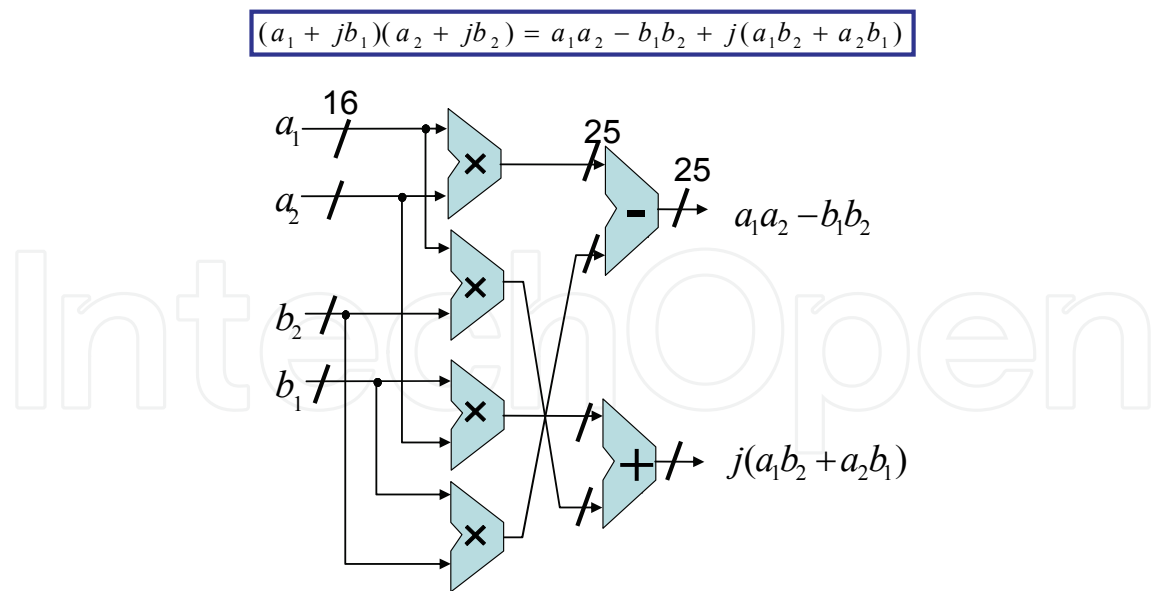 (a₁ + jb₁)(a₂ + jb₂) = a₁a₂ − b₁b₂ + j(a₁b₂ + a₂b₁)
16
a₁
×
25
25
a₂
-
a₁a₂ − b₁b₂
×
b₂
IntechOpen
b₁
×
+
j(a₁b₂ + a₂b₁)
×